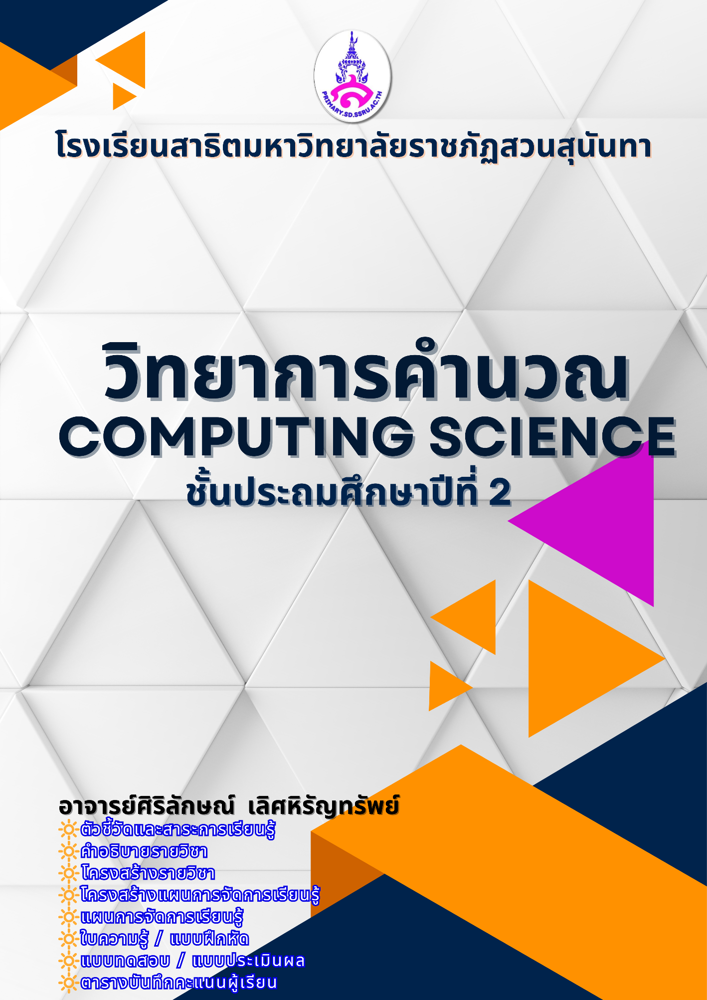 PRIMARY.SD.SSRU.AC.TH
โรงเรียนสาธิตมหาวิทยาลัยราชภัฏสวนสุนันทา
วิทยาการคำนวณ
COMPUTING SCIENCE
ชั้นประถมศึกษาปีที่ 2
อาจารย์ศิริลักษณ์ เลิศหิรัญทรัพย์
ตัวชี้วัดและสาระการเรียนรู้
คำอธิบายรายวิชา
โครงสร้างรายวิชา
โครงสร้างแผนการจัดการเรียนรู้
แผนการจัดการเรียนรู้
ใบความรู้ / แบบฝึกหัด
แบบทดสอบ / แบบประเมินผล
ตารางบันทึกคะแนนผู้เรียน